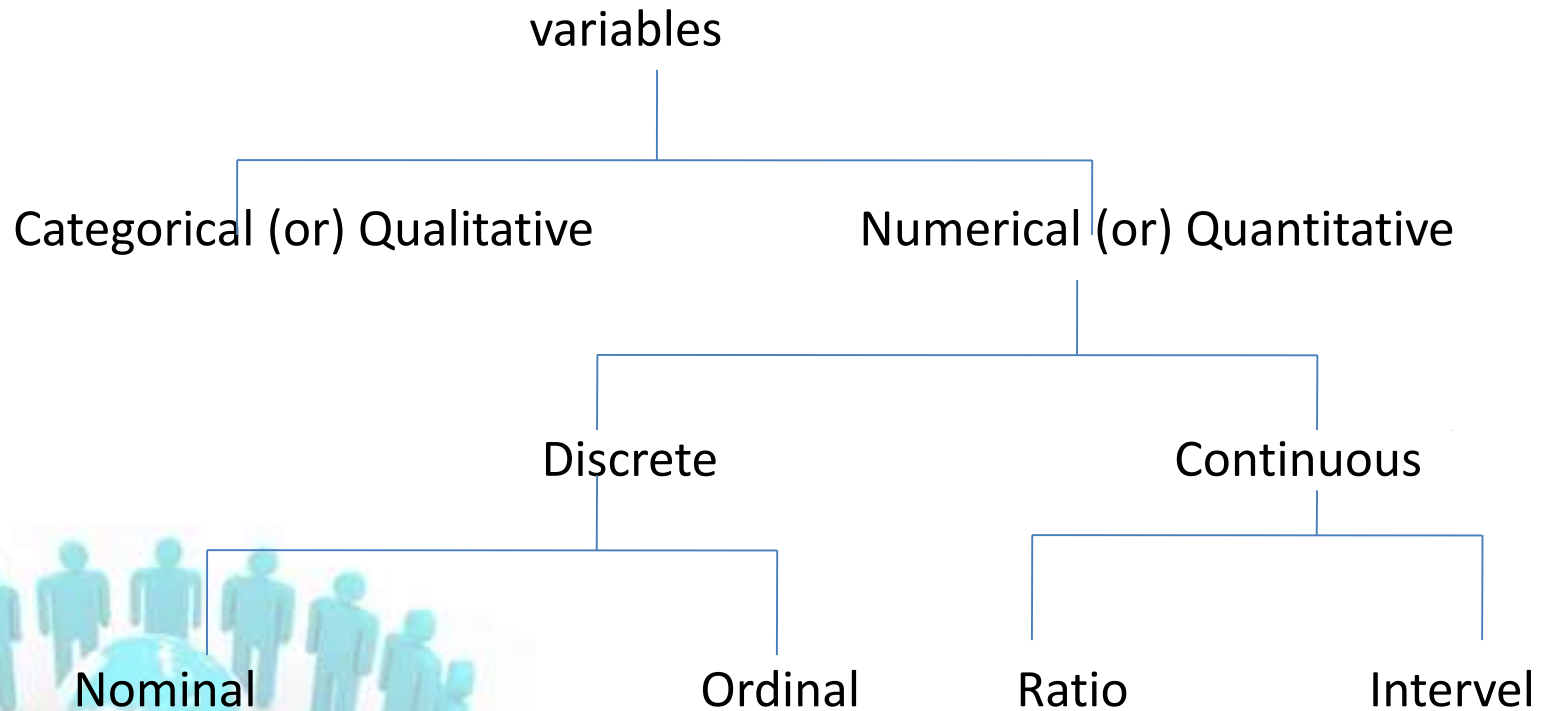 variables
Categorical (or) Qualitative
Numerical (or) Quantitative
Discrete
Continuous
Nominal
Ordinal
Ratio
Intervel